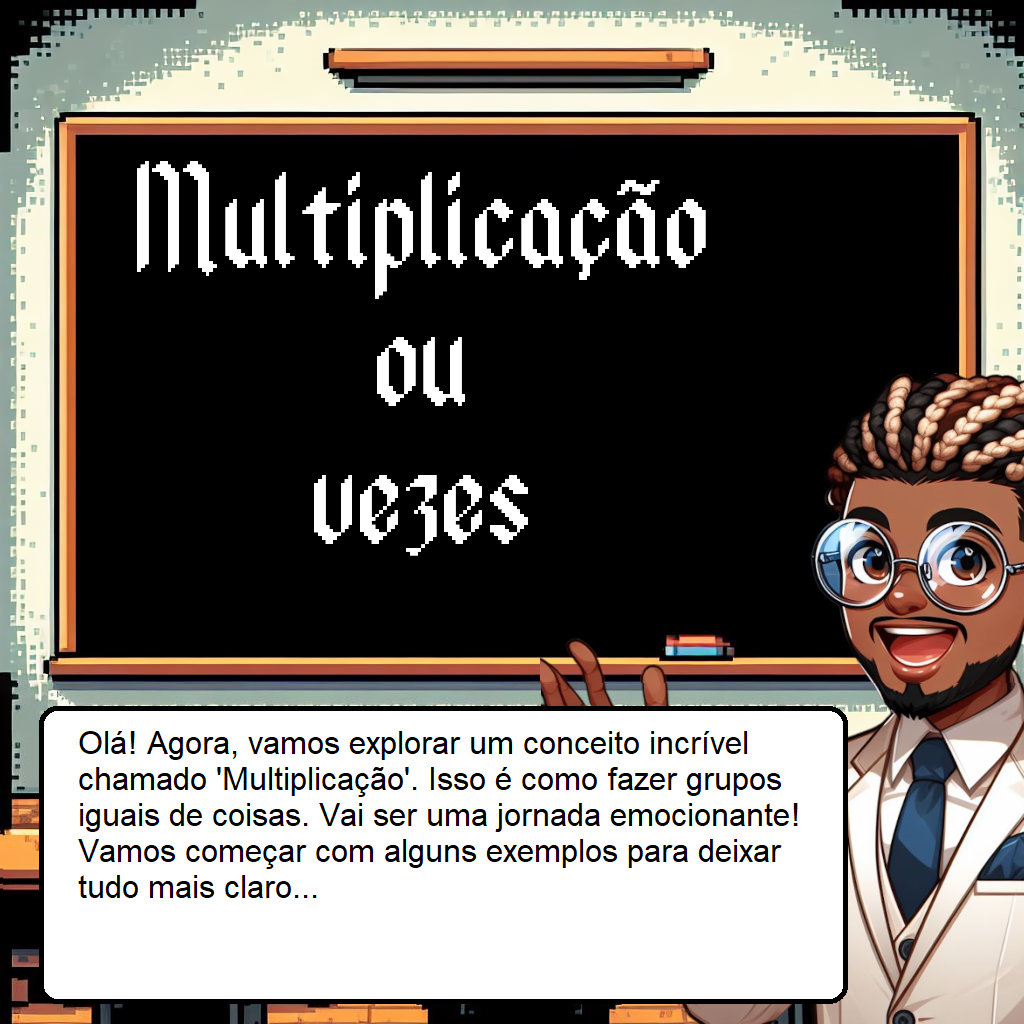 Multiplicação
ou
vezes
Olá! Agora, vamos explorar um conceito incrível
chamado 'Multiplicação'. Isso é como fazer grupos
iguais de coisas. Vai ser uma jornada emocionante!
Vamos começar com alguns exemplos para deixar
tudo mais claro...